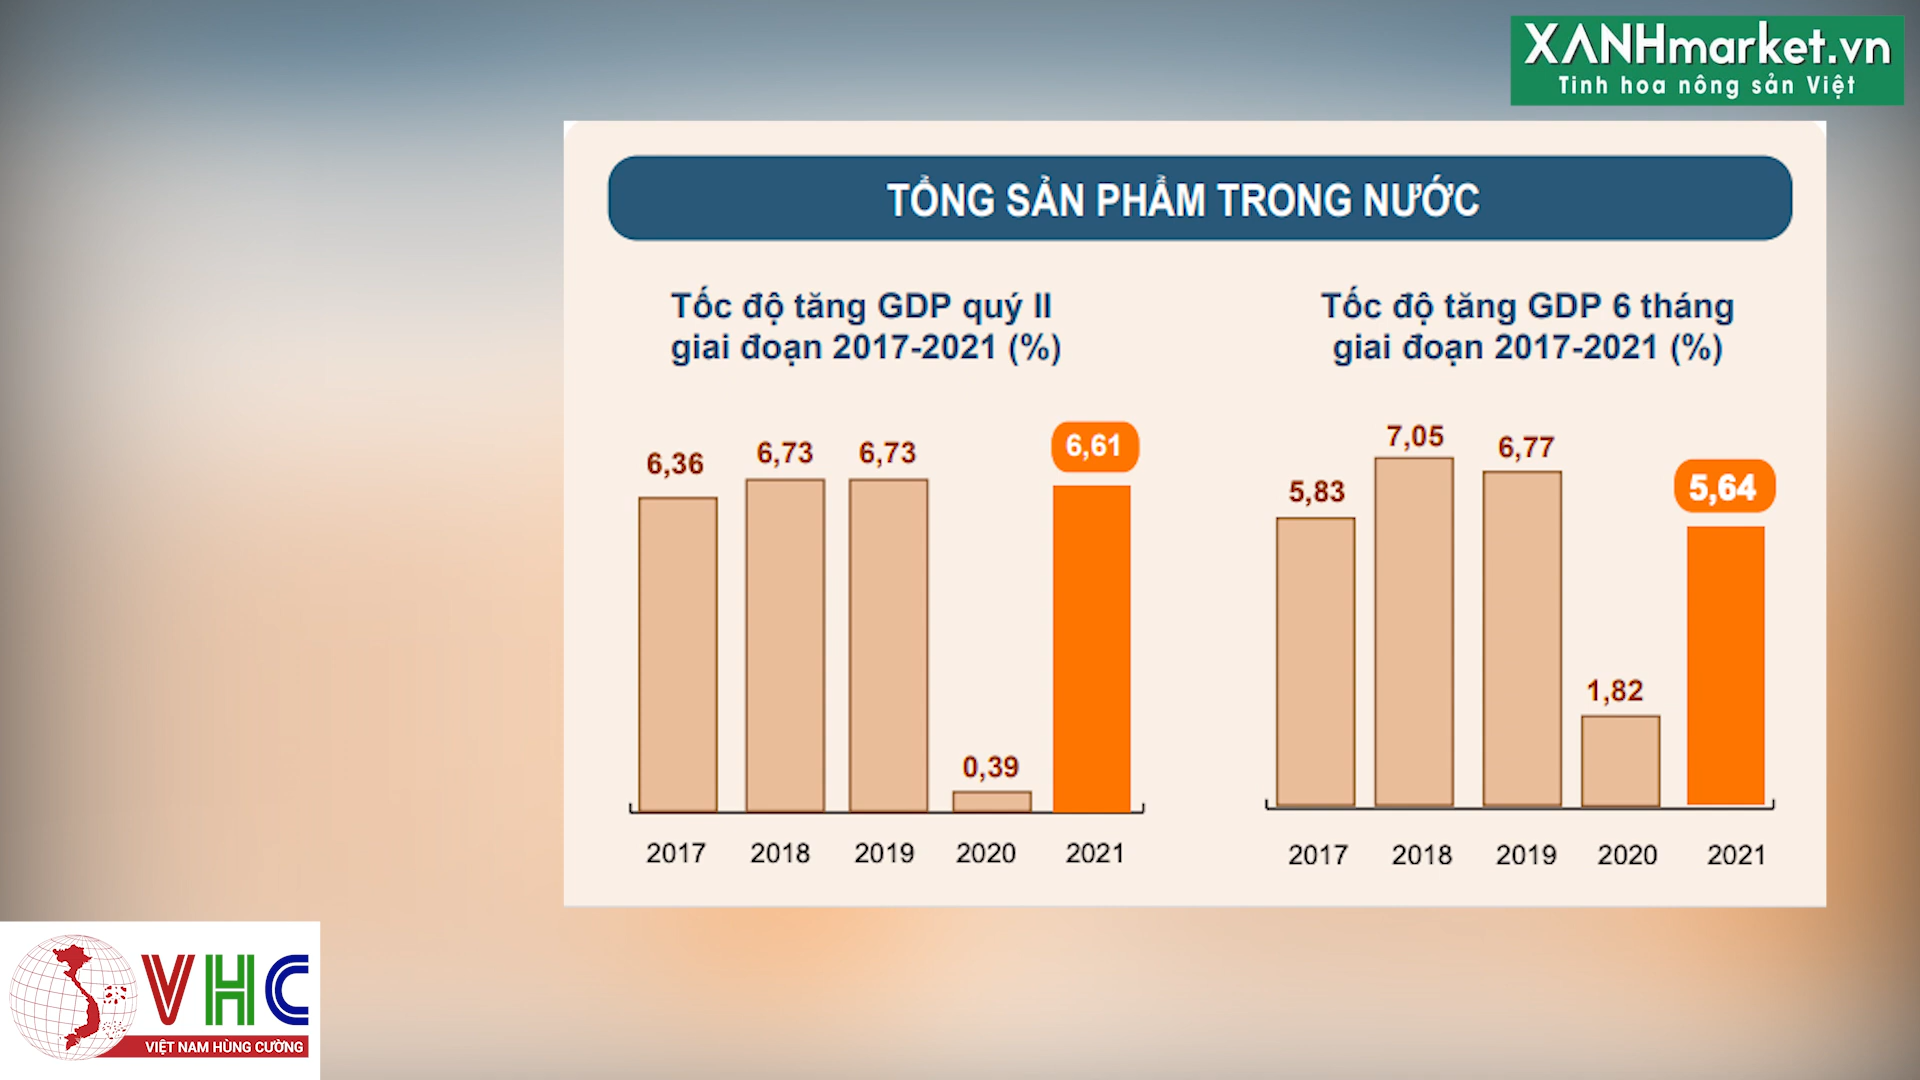 XANHmarket.vn
Tinh hoa nông sản Việt
TỔNG SẢN PHẨM TRONG NƯỚC
Tốc độ tăng GDP quý II
giai đoạn 2017-2021 (%)
6,36
6,73
6,73
0,39
6,61
2017
2018
2019
2020
2021
Tốc độ tăng GDP 6 tháng
giai đoạn 2017-2021 (%)
5,83
7,05
6,77
1,82
5,64
2017
2018
2019
2020
2021
VHC
VIỆT NAM HÙNG CƯỜNG